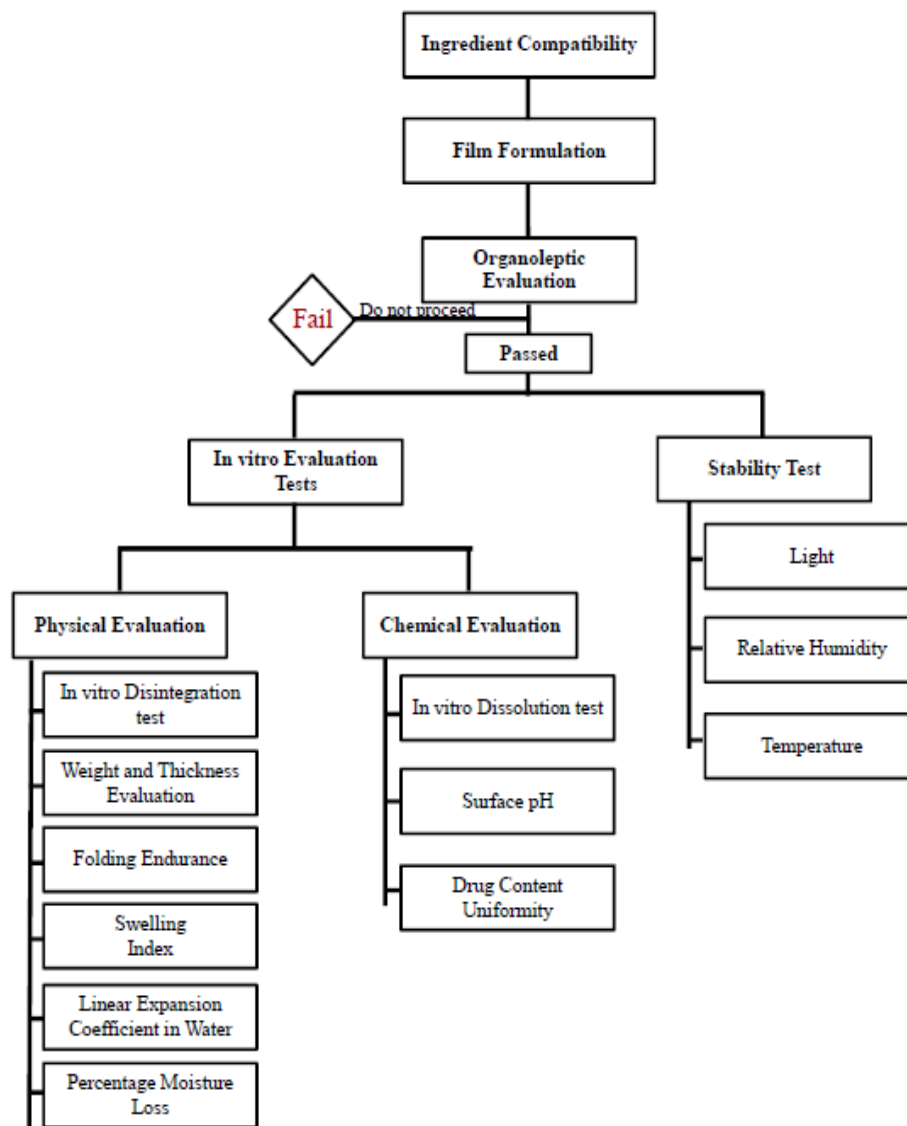 Ingredient Compatibility
Film Formulation
Organoleptic
Evaluation
Fail
Do not proceed
Passed
In vitro Evaluation
Tests
Stability Test
Light
Relative Humidity
Temperature
Physical Evaluation
In vitro Disintegration
test
Weight and Thickness
Evaluation
Folding Endurance
Swelling
Index
Linear Expansion
Coefficient in Water
Percentage Moisture
Loss
Chemical Evaluation
In vitro Dissolution test
Surface pH
Drug Content
Uniformity